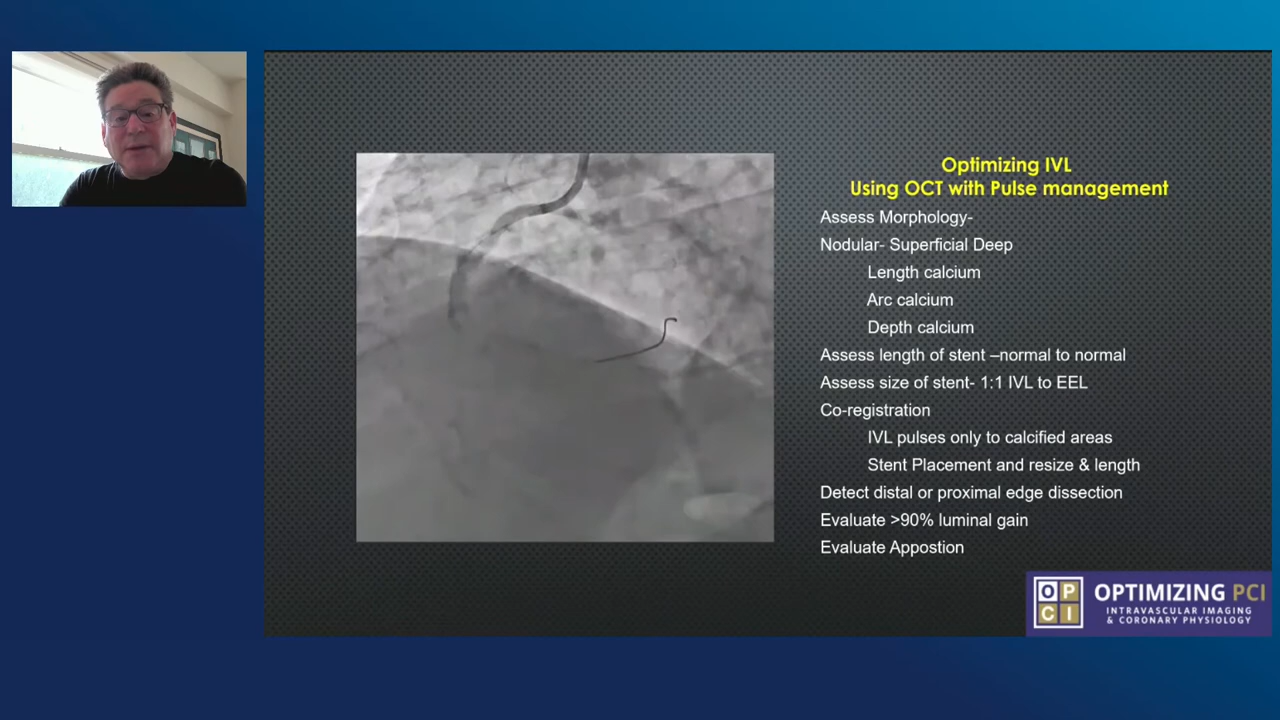 Optimizing IVL
Using OCT with Pulse management
Assess Morphology-
Nodular- Superficial Deep
Length calcium
Arc calcium
Depth calcium
Assess length of stent –normal to normal
Assess size of stent- 1:1 IVL to EEL
Co-registration
IVL pulses only to calcified areas
Stent Placement and resize & length
Detect distal or proximal edge dissection
Evaluate >90% luminal gain
Evaluate Appostion
OP
CI
OPTIMIZING PCI
INTRAVASCULAR IMAGING
& CORONARY PHYSIOLOGY